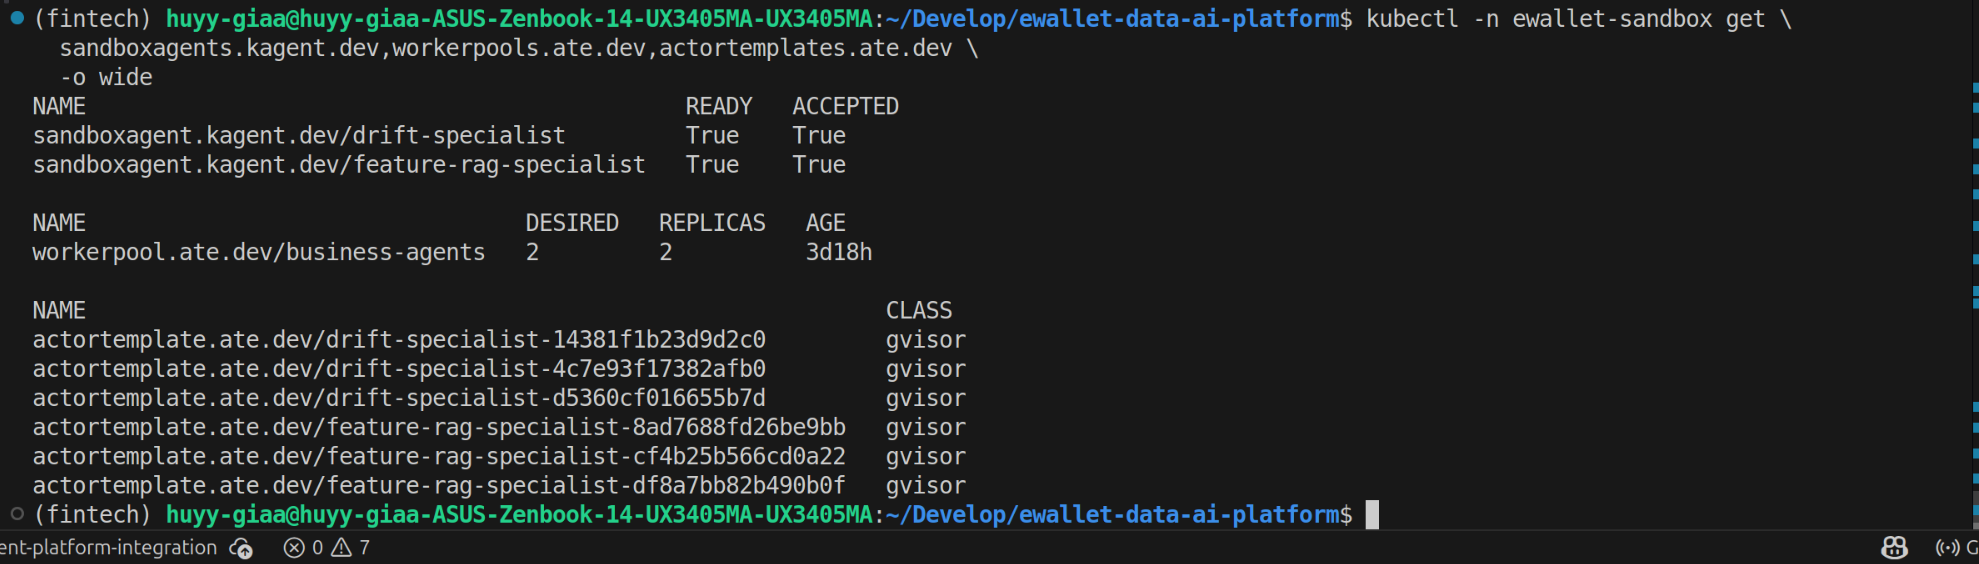 (fintech) huyy-giaa@huyy-giaa-ASUS-Zenbook-14-UX3405MA-UX3405MA:~/Develop/ewallet-data-ai-platform$ kubectl -n ewallet-sandbox get \
  sandboxagents.kagent.dev,workerpools.ate.dev,actortemplates.ate.dev \
  -o wide
NAME                                             READY   ACCEPTED
sandboxagent.kagent.dev/drift-specialist         True    True
sandboxagent.kagent.dev/feature-rag-specialist   True    True

NAME                                 DESIRED   REPLICAS   AGE
workerpool.ate.dev/business-agents   2         2          3d18h

NAME                                                            CLASS
actortemplate.ate.dev/drift-specialist-14381f1b23d9d2c0         gvisor
actortemplate.ate.dev/drift-specialist-4c7e93f17382afb0         gvisor
actortemplate.ate.dev/drift-specialist-d5360cf016655b7d         gvisor
actortemplate.ate.dev/feature-rag-specialist-8ad7688fd26be9bb   gvisor
actortemplate.ate.dev/feature-rag-specialist-cf4b25b566cd0a22   gvisor
actortemplate.ate.dev/feature-rag-specialist-df8a7bb82b490b0f   gvisor
(fintech) huyy-giaa@huyy-giaa-ASUS-Zenbook-14-UX3405MA-UX3405MA:~/Develop/ewallet-data-ai-platform$
ent-platform-integration 0 7 G